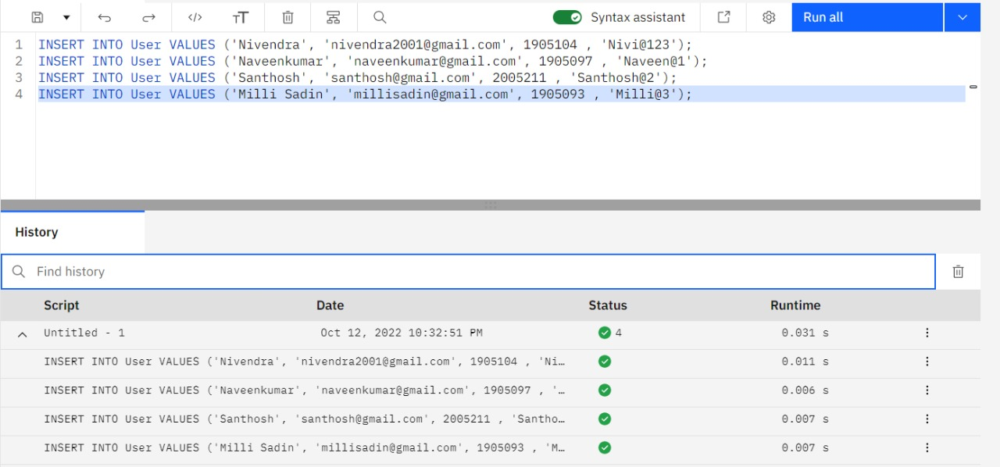 </> тT Syntax assistant Run all
1 INSERT INTO User VALUES ('Nivendra', 'nivendra2001@gmail.com', 1905104 , 'Nivi@123');
2 INSERT INTO User VALUES ('Naveenkumar', 'naveenkumar@gmail.com', 1905097 , 'Naveen@1');
3 INSERT INTO User VALUES ('Santhosh', 'santhosh@gmail.com', 2005211 , 'Santhosh@2');
4 INSERT INTO User VALUES ('Milli Sadin', 'millisadin@gmail.com', 1905093 , 'Milli@3');
History
Find history
Script Date Status Runtime
Untitled - 1 Oct 12, 2022 10:32:51 PM 4 0.031 s
INSERT INTO User VALUES ('Nivendra', 'nivendra2001@gmail.com', 1905104 , 'Ni… 0.011 s
INSERT INTO User VALUES ('Naveenkumar', 'naveenkumar@gmail.com', 1905097 , '… 0.006 s
INSERT INTO User VALUES ('Santhosh', 'santhosh@gmail.com', 2005211 , 'Santho… 0.007 s
INSERT INTO User VALUES ('Milli Sadin', 'millisadin@gmail.com', 1905093 , 'M… 0.007 s